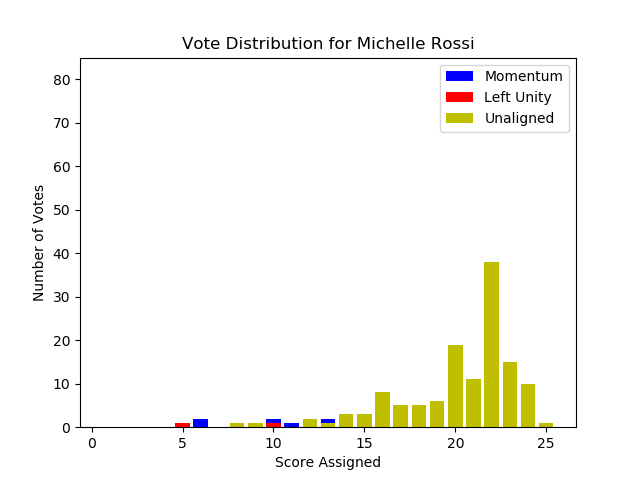 Vote Distribution for Michelle Rossi
Momentum
Left Unity
Unaligned
Number of Votes
80
70
60
50
40
30
20
10
0
0 5 10 15 20 25
Score Assigned